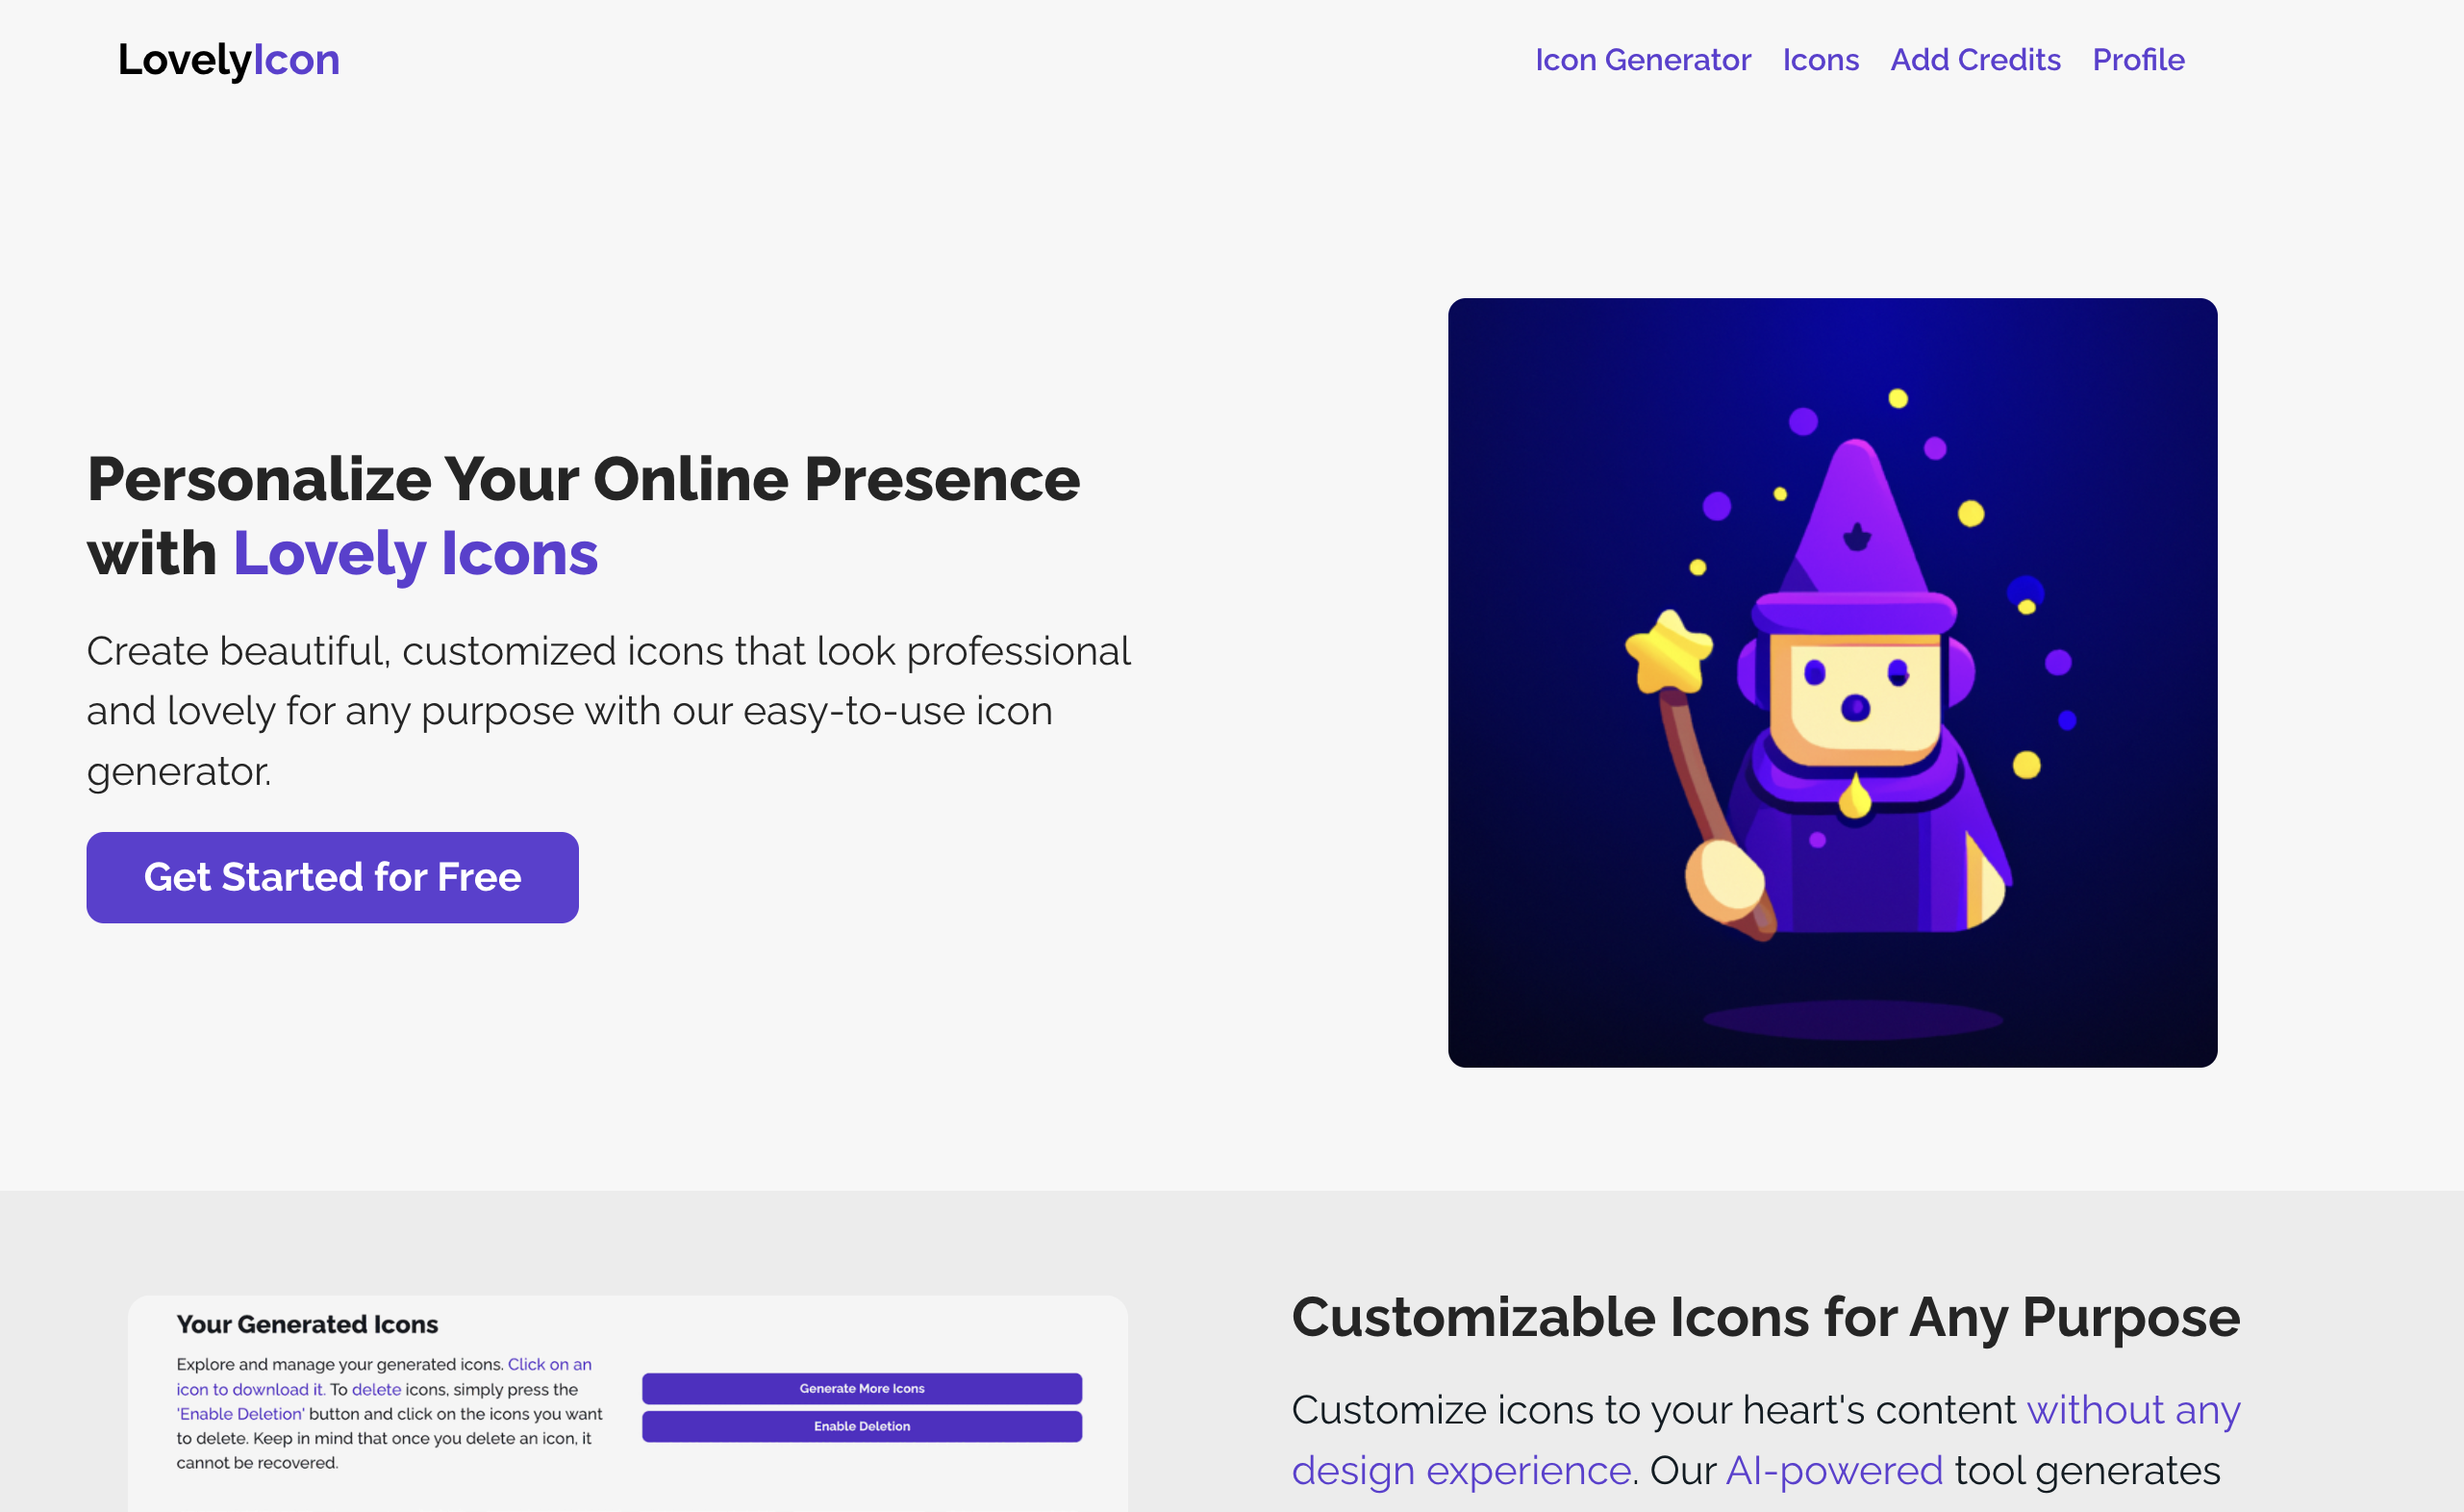 LovelyIcon
Icon Generator Icons Add Credits Profile
Personalize Your Online Presence
with Lovely Icons
Create beautiful, customized icons that look professional
and lovely for any purpose with our easy-to-use icon
generator.
Get Started for Free
Your Generated Icons
Explore and manage your generated icons. Click on an
icon to download it. To delete icons, simply press the
'Enable Deletion' button and click on the icons you want
to delete. Keep in mind that once you delete an icon, it
cannot be recovered.
Generate More Icons
Enable Deletion
Customizable Icons for Any Purpose
Customize icons to your heart's content without any
design experience. Our AI-powered tool generates